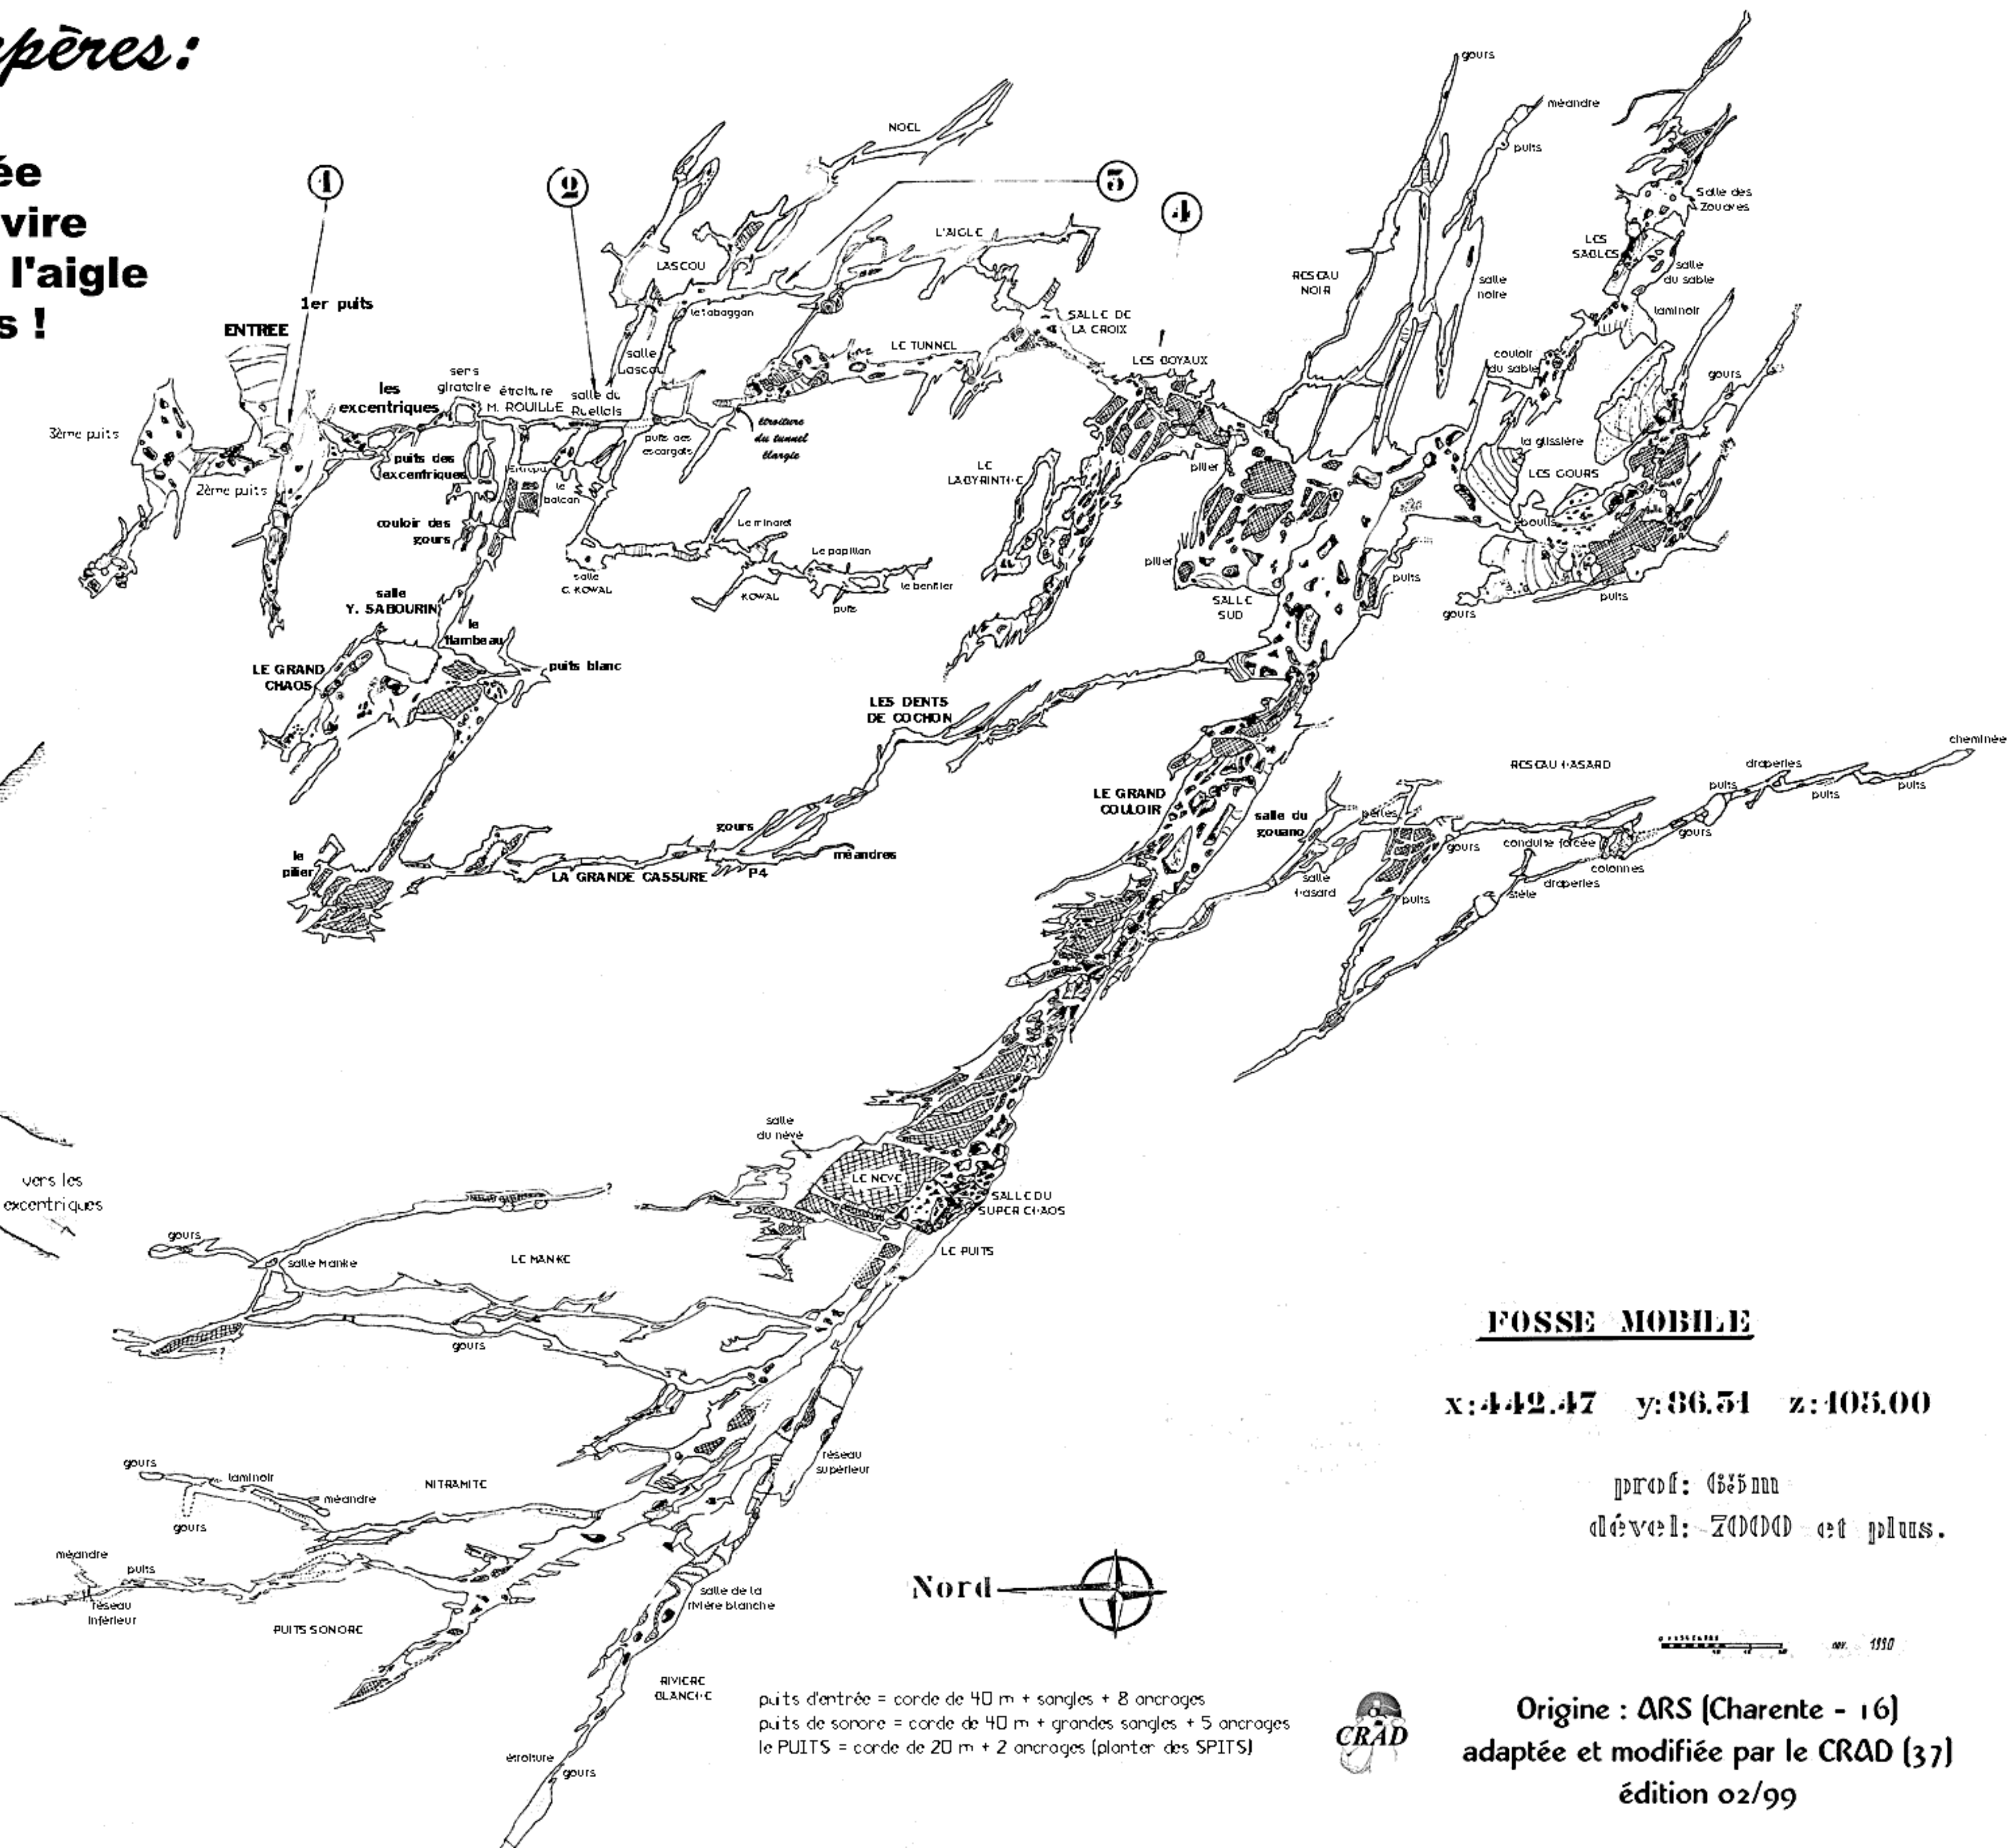 pères:
ée
vire
l'aigle
s !
1
2
3
4
1er puits
ENTREE
3ème puits
2ème puits
les
excentriques
sens
giratoire
étroiture
M. ROUILLE
salle du
Ruellois
puits des
excentriques
le
balcon
couloir des
gours
salle
Y. SABOURIN
le
flambeau
puits blanc
LE GRAND
CHAOS
le
pilier
LASCOU
salle
Lascou
le tabaggan
NOEL
L'AIGLE
puits des
escargots
étroiture
du tunnel
élargie
LE TUNNEL
SALLE DE
LA CROIX
LES BOYAUX
salle
C. KOWAL
Le minaret
KOWAL
Le papillon
puits
le benitier
LE
LABYRINTHE
pilier
pilier
SALLE
SUD
puits
RESEAU
NOIR
gours
méandre
puits
salle
noire
Salle des
Zouaves
LES
SABLES
salle
du sable
laminoir
couloir
du sable
gours
la glissière
LES GOURS
éboulis
gours
puits
LES DENTS
DE COCHON
gours
méandres
LA GRANDE CASSURE
P4
LE GRAND
COULOIR
salle du
gouano
perles
salle
hasard
puits
gours
RESEAU HASARD
cheminée
draperies
puits
puits
puits
gours
conduite forcée
colonnes
draperies
stèle
salle
du névé
LE NEVE
SALLE DU
SUPER CHAOS
LE PUITS
vers les
excentriques
gours
salle Manke
LE MANKE
?
?
gours
réseau
supérieur
gours
laminoir
méandre
gours
NITRAMITE
méandre
puits
réseau
inférieur
PUITS SONORE
salle de la
rivière blanche
RIVIERE
BLANCHE
étroiture
gours
FOSSE MOBILE
x:442.47 y:86.31 z:105.00
prof: 65m
dével: 7000 et plus.
Nord
nov. 1990
puits d'entrée = corde de 40 m + sangles + 8 ancrages
puits de sonore = corde de 40 m + grandes sangles + 5 ancrages
le PUITS = corde de 20 m + 2 ancrages (planter des SPITS)
CRAD
Origine : ARS (Charente - 16)
adaptée et modifiée par le CRAD (37)
édition 02/99